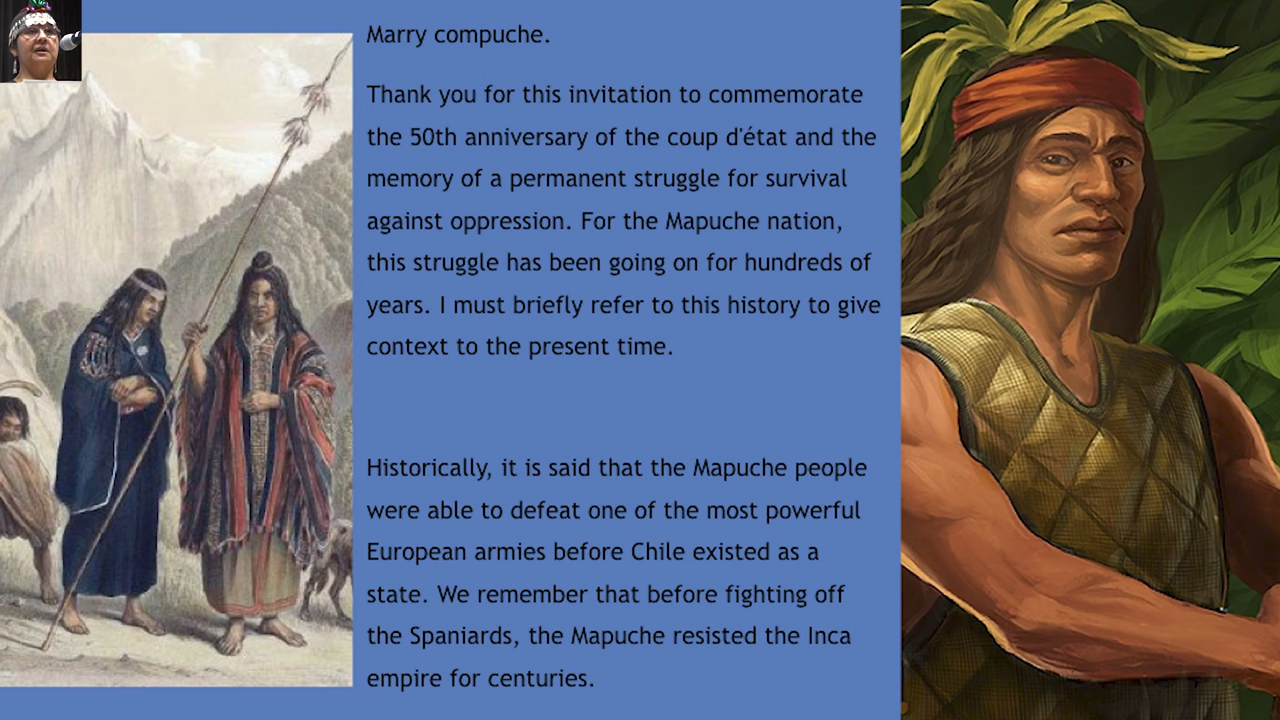 Marry compuche.
Thank you for this invitation to commemorate
the 50th anniversary of the coup d'état and the
memory of a permanent struggle for survival
against oppression. For the Mapuche nation,
this struggle has been going on for hundreds of
years. I must briefly refer to this history to give
context to the present time.
Historically, it is said that the Mapuche people
were able to defeat one of the most powerful
European armies before Chile existed as a
state. We remember that before fighting off
the Spaniards, the Mapuche resisted the Inca
empire for centuries.